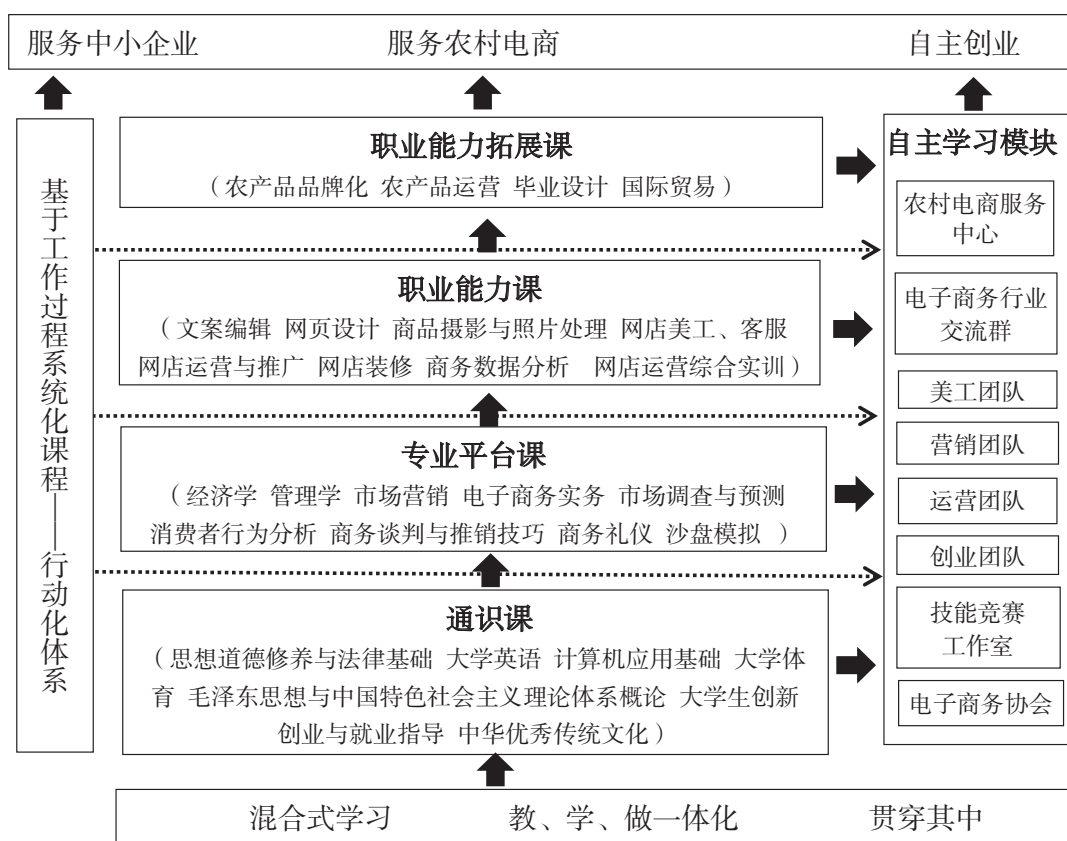 服务中小企业 服务农村电商 自主创业
基于工作过程系统化课程——行动化体系
职业能力拓展课
（农产品品牌化 农产品运营 毕业设计 国际贸易）
职业能力课
（文案编辑 网页设计 商品摄影与照片处理 网店美工、客服
网店运营与推广 网店装修 商务数据分析 网店运营综合实训）
专业平台课
（经济学 管理学 市场营销 电子商务实务 市场调查与预测
消费者行为分析 商务谈判与推销技巧 商务礼仪 沙盘模拟 ）
通识课
（思想道德修养与法律基础 大学英语 计算机应用基础 大学体
育 毛泽东思想与中国特色社会主义理论体系概论 大学生创新
创业与就业指导 中华优秀传统文化）
自主学习模块
农村电商服务
中心
电子商务行业
交流群
美工团队
营销团队
运营团队
创业团队
技能竞赛
工作室
电子商务协会
混合式学习 教、学、做一体化 贯穿其中